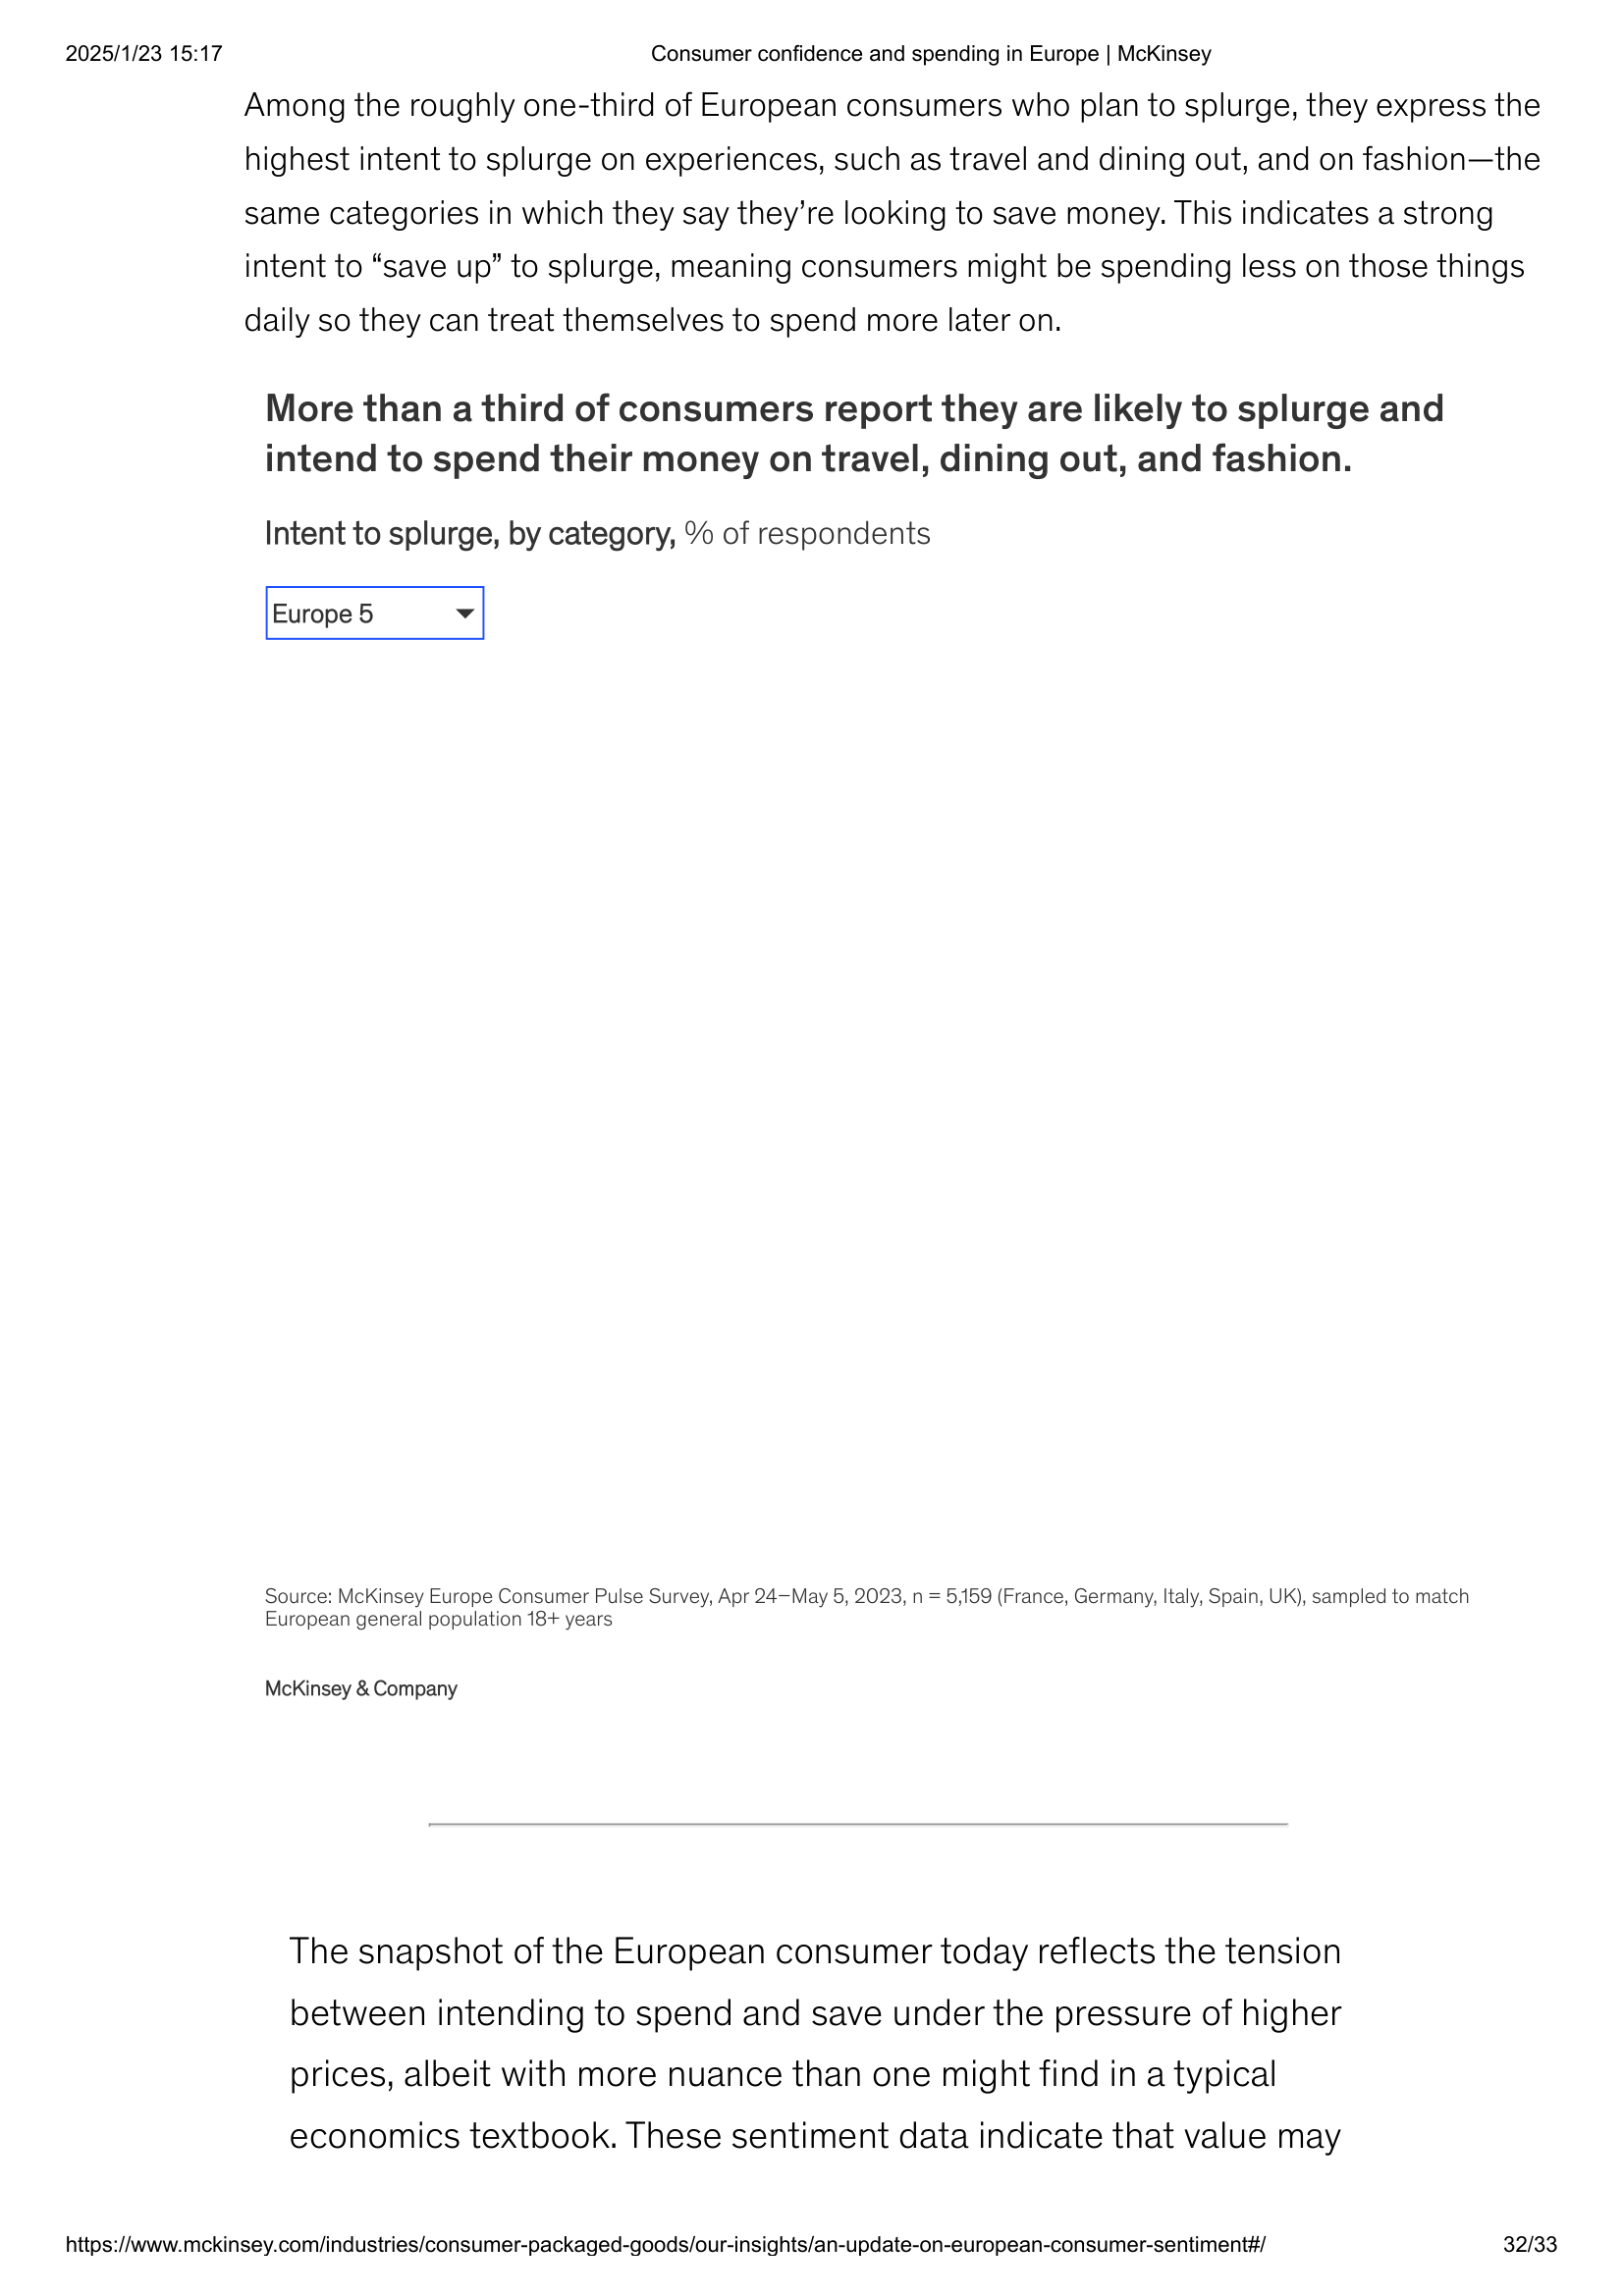 2025/1/23 15:17
Consumer confidence and spending in Europe | McKinsey
Among the roughly one-third of European consumers who plan to splurge, they express the
highest intent to splurge on experiences, such as travel and dining out, and on fashion—the
same categories in which they say they’re looking to save money. This indicates a strong
intent to “save up” to splurge, meaning consumers might be spending less on those things
daily so they can treat themselves to spend more later on.
More than a third of consumers report they are likely to splurge and
intend to spend their money on travel, dining out, and fashion.
Intent to splurge, by category, % of respondents
Europe 5
Source: McKinsey Europe Consumer Pulse Survey, Apr 24–May 5, 2023, n = 5,159 (France, Germany, Italy, Spain, UK), sampled to match
European general population 18+ years
McKinsey & Company
The snapshot of the European consumer today reflects the tension
between intending to spend and save under the pressure of higher
prices, albeit with more nuance than one might find in a typical
economics textbook. These sentiment data indicate that value may
https://www.mckinsey.com/industries/consumer-packaged-goods/our-insights/an-update-on-european-consumer-sentiment#/
32/33